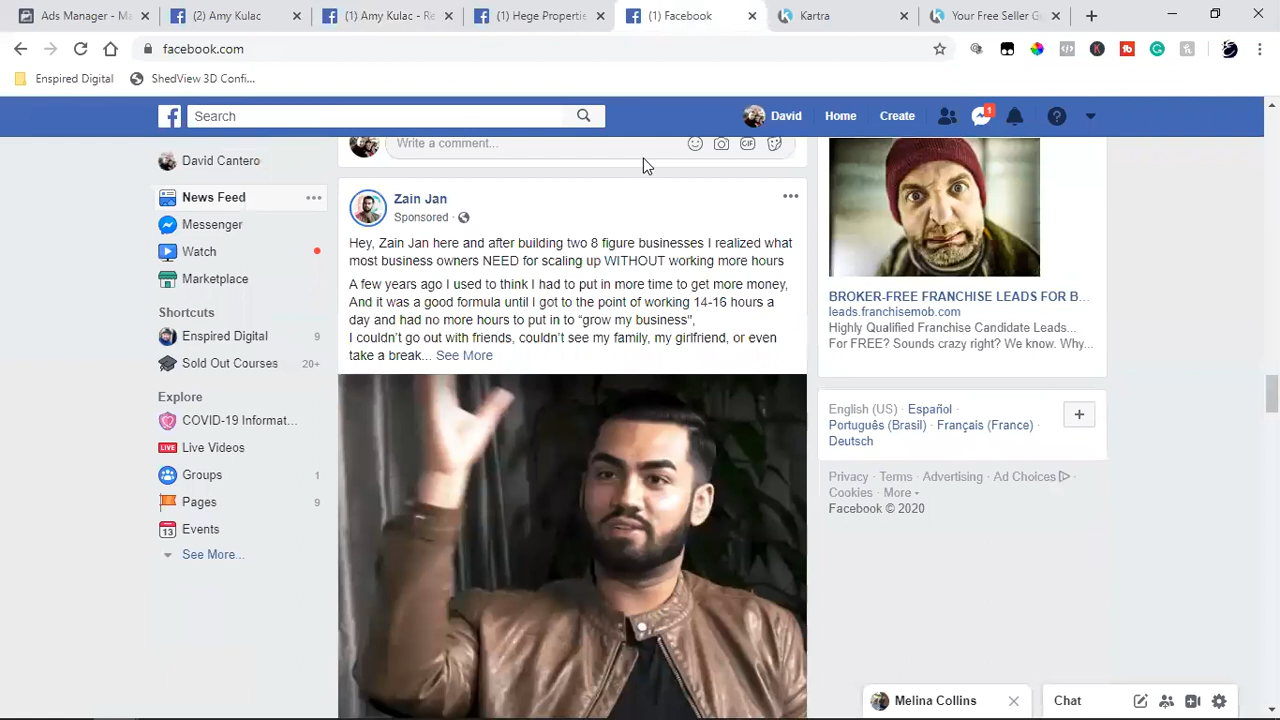 Ads Manager - Ma
(2) Amy Kulac
(1) Amy Kulac - Re
(1) Hege Propertie
(1) Facebook
Kartra
Your Free Seller G
facebook.com
Enspired Digital
ShedView 3D Confi...
Search
David
Home
Create
1
David Cantero
News Feed
Messenger
Watch
Marketplace
Shortcuts
Enspired Digital 9
Sold Out Courses 20+
Explore
COVID-19 Informat...
LIVE Live Videos
Groups 1
Pages 9
13 Events
See More...
Write a comment...
GIF
Zain Jan
Sponsored ·
Hey, Zain Jan here and after building two 8 figure businesses I realized what
most business owners NEED for scaling up WITHOUT working more hours
A few years ago I used to think I had to put in more time to get more money,
And it was a good formula until I got to the point of working 14-16 hours a
day and had no more hours to put in to “grow my business”,
I couldn’t go out with friends, couldn’t see my family, my girlfriend, or even
take a break... See More
BROKER-FREE FRANCHISE LEADS FOR B...
leads.franchisemob.com
Highly Qualified Franchise Candidate Leads...
For FREE? Sounds crazy right? We know. Why...
English (US) · Español ·
Português (Brasil) · Français (France) ·
Deutsch
Privacy · Terms · Advertising · Ad Choices ·
Cookies · More
Facebook © 2020
Melina Collins
Chat